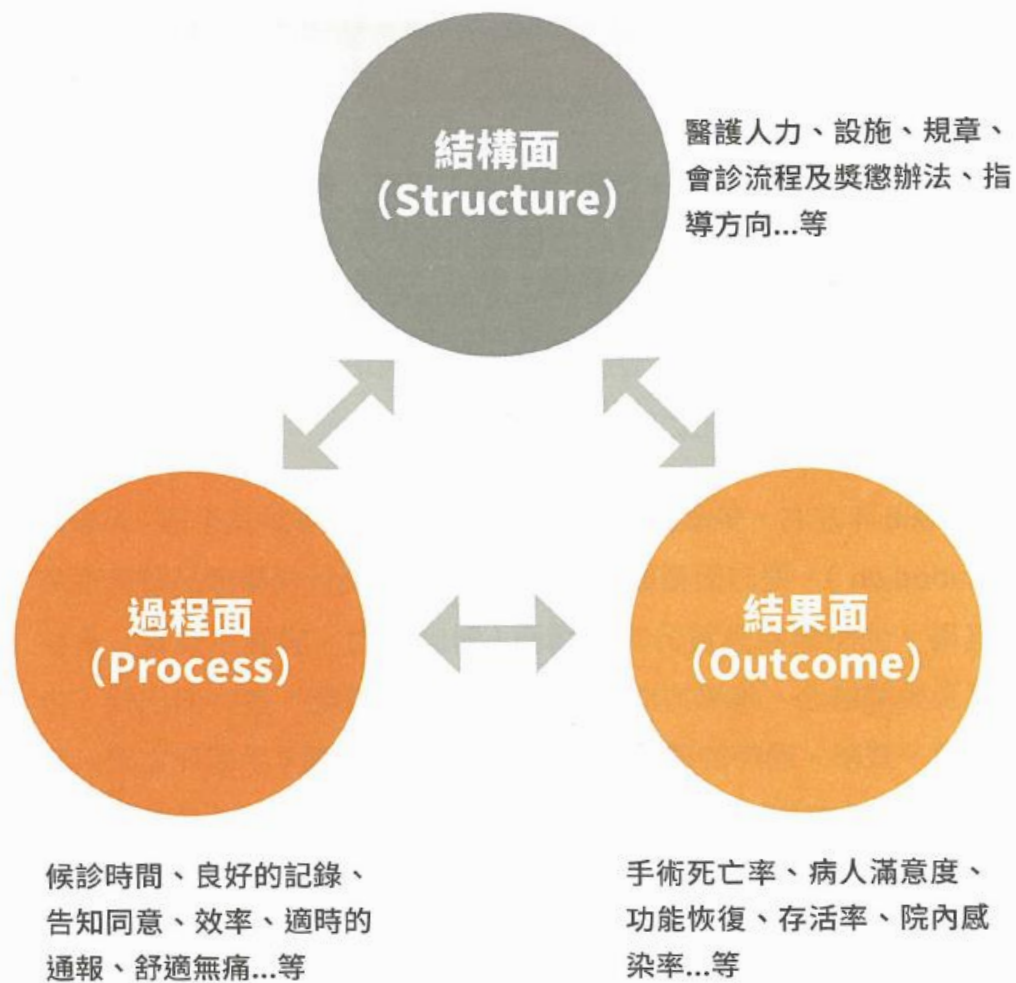 結構面
（Structure）
醫護人力、設施、規章、
會診流程及獎懲辦法、指
導方向...等
過程面
（Process）
結果面
（Outcome）
候診時間、良好的記錄、
告知同意、效率、適時的
通報、舒適無痛...等
手術死亡率、病人滿意度、
功能恢復、存活率、院內感
染率...等